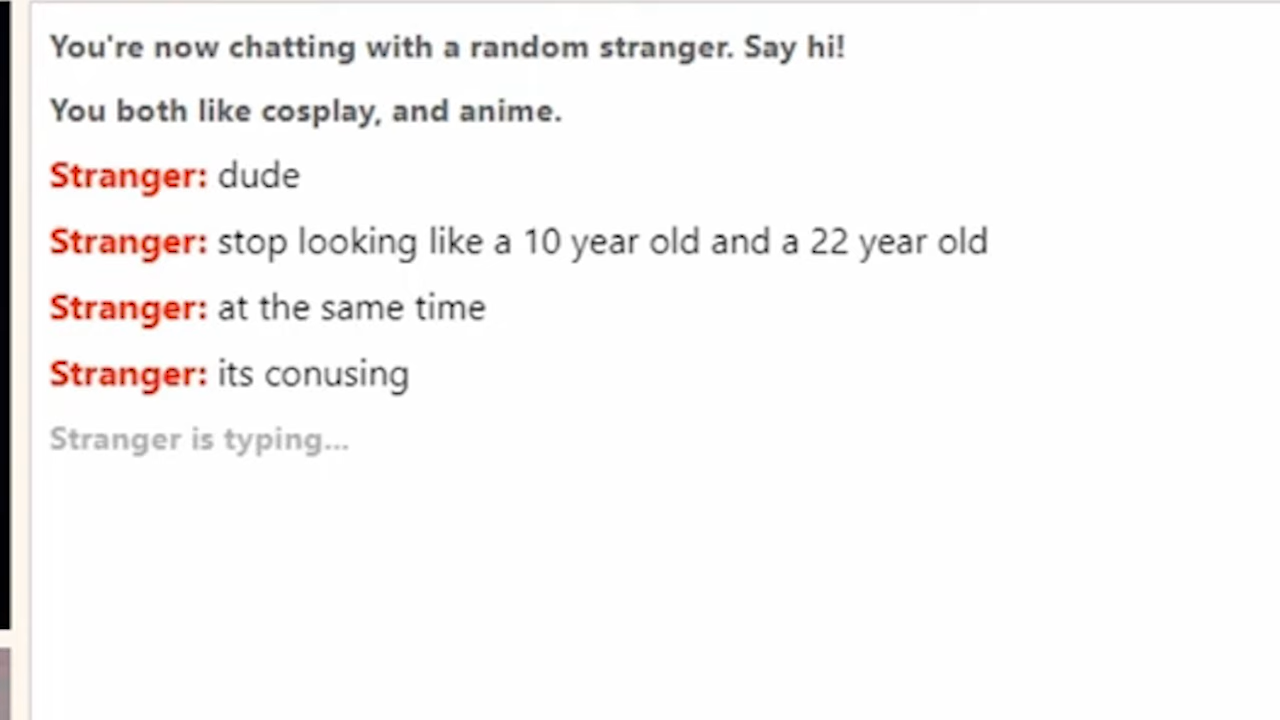 You're now chatting with a random stranger. Say hi!
You both like cosplay, and anime.
Stranger: dude
Stranger: stop looking like a 10 year old and a 22 year old
Stranger: at the same time
Stranger: its conusing
Stranger is typing...